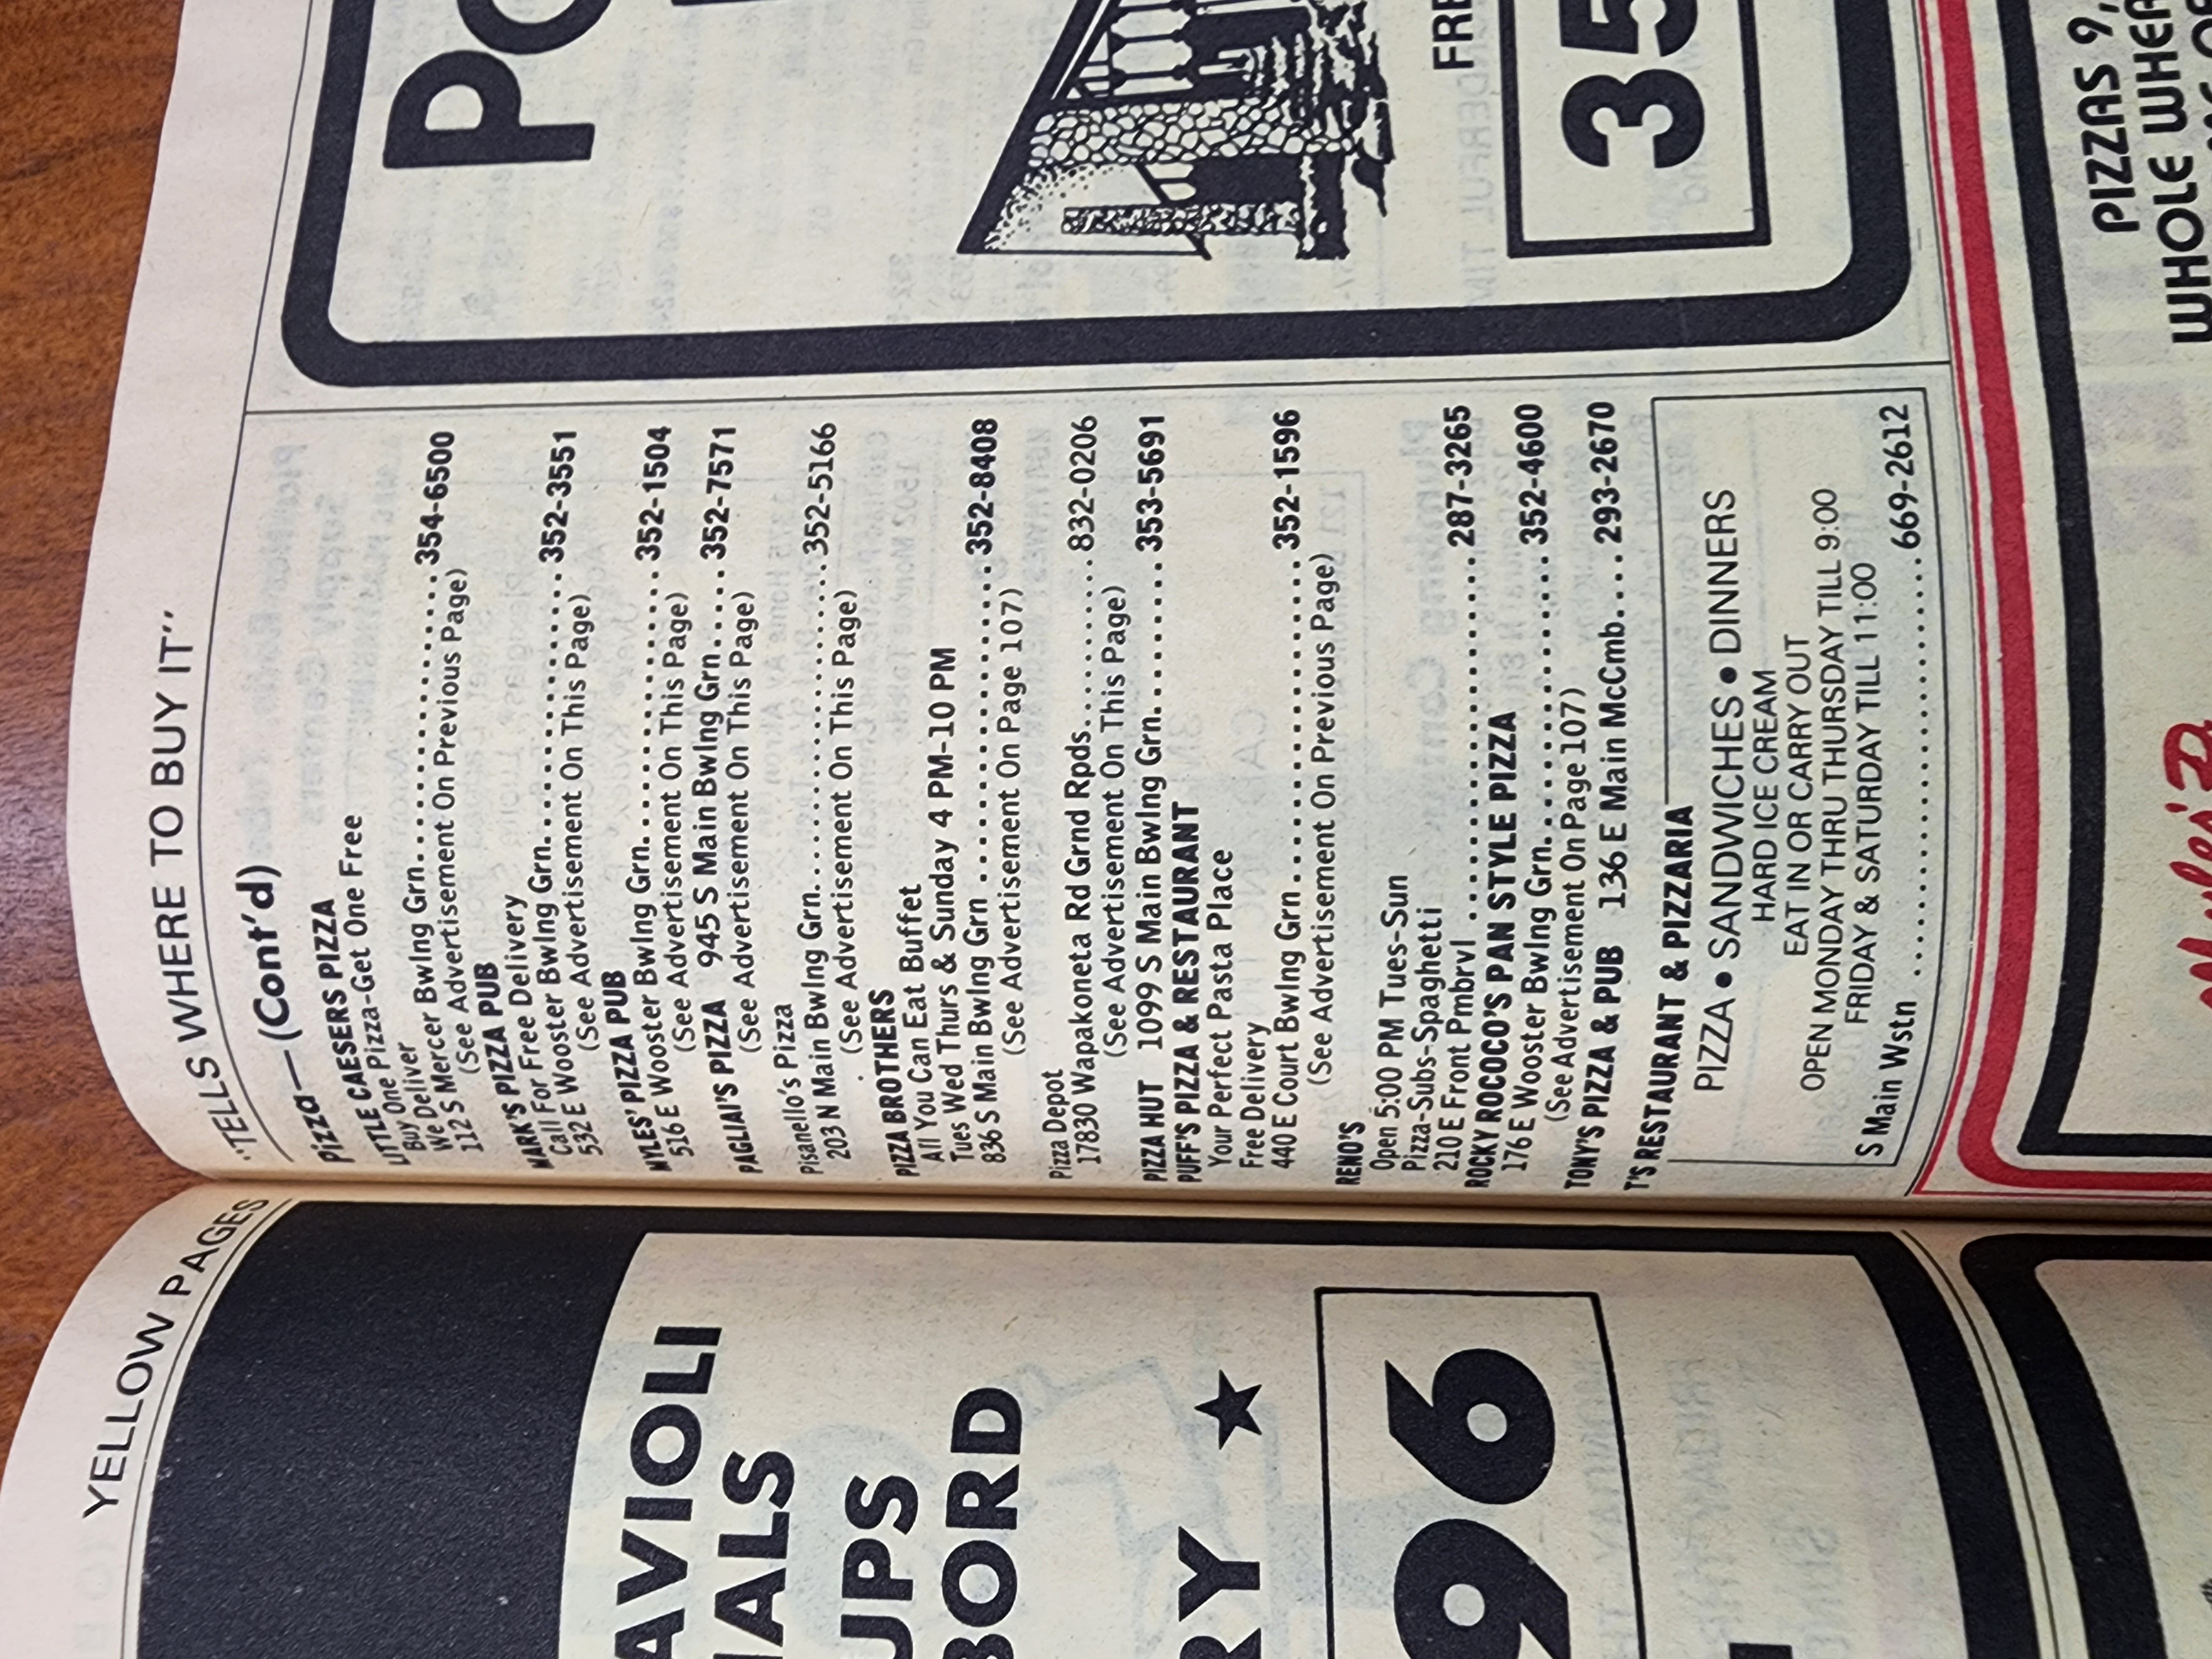 YELLOW PAGES
AVIOLI
IALS
UPS
BORD
RY ★
96
"TELLS WHERE TO BUY IT"
Pizza—(Cont'd)
LITTLE CAESERS PIZZA
Buy One Pizza-Get One Free
We Deliver
112 S Mercer Bwlng Grn..................354-6500
(See Advertisement On Previous Page)
MARK'S PIZZA PUB
Call For Free Delivery
532 E Wooster Bwlng Grn..................352-3551
(See Advertisement On This Page)
MYLES' PIZZA PUB
516 E Wooster Bwlng Grn..................352-1504
(See Advertisement On This Page)
PAGLIAI'S PIZZA 945 S Main Bwlng Grn.....352-7571
(See Advertisement On This Page)
Pisanello's Pizza
203 N Main Bwlng Grn..................352-5166
(See Advertisement On This Page)
PIZZA BROTHERS
All You Can Eat Buffet
Tues Wed Thurs & Sunday 4 PM-10 PM
836 S Main Bwlng Grn ..................352-8408
(See Advertisement On Page 107)
Pizza Depot
17830 Wapakoneta Rd Grnd Rpds........832-0206
(See Advertisement On This Page)
PIZZA HUT 1099 S Main Bwlng Grn.........353-5691
PUFF'S PIZZA & RESTAURANT
Your Perfect Pasta Place
Free Delivery
440 E Court Bwlng Grn..................352-1596
(See Advertisement On Previous Page)
RENO'S
Open 5:00 PM Tues-Sun
Pizza-Subs-Spaghetti
210 E Front Pmbrvl ..................287-3265
ROCKY ROCOCO'S PAN STYLE PIZZA
176 E Wooster Bwlng Grn..................352-4600
(See Advertisement On Page 107)
TONY'S PIZZA & PUB 136 E Main McCmb....293-2670
T'S RESTAURANT & PIZZARIA
PIZZA • SANDWICHES • DINNERS
HARD ICE CREAM
EAT IN OR CARRY OUT
OPEN MONDAY THRU THURSDAY TILL 9:00
FRIDAY & SATURDAY TILL 11:00
S Main Wstn ..................669-2612
PO
FRE
35
PIZZAS 9,
WHOLE WHEA